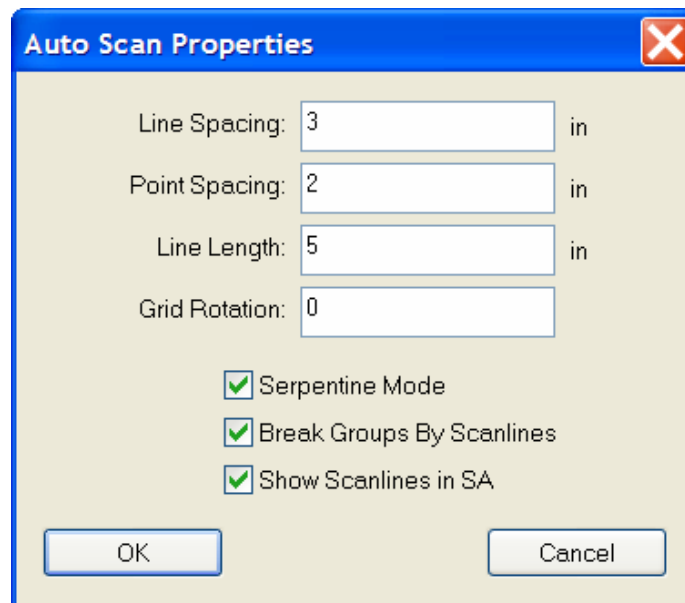 Auto Scan Properties
Line Spacing: 3 in
Point Spacing: 2 in
Line Length: 5 in
Grid Rotation: 0
Serpentine Mode
Break Groups By Scanlines
Show Scanlines in SA
OK Cancel